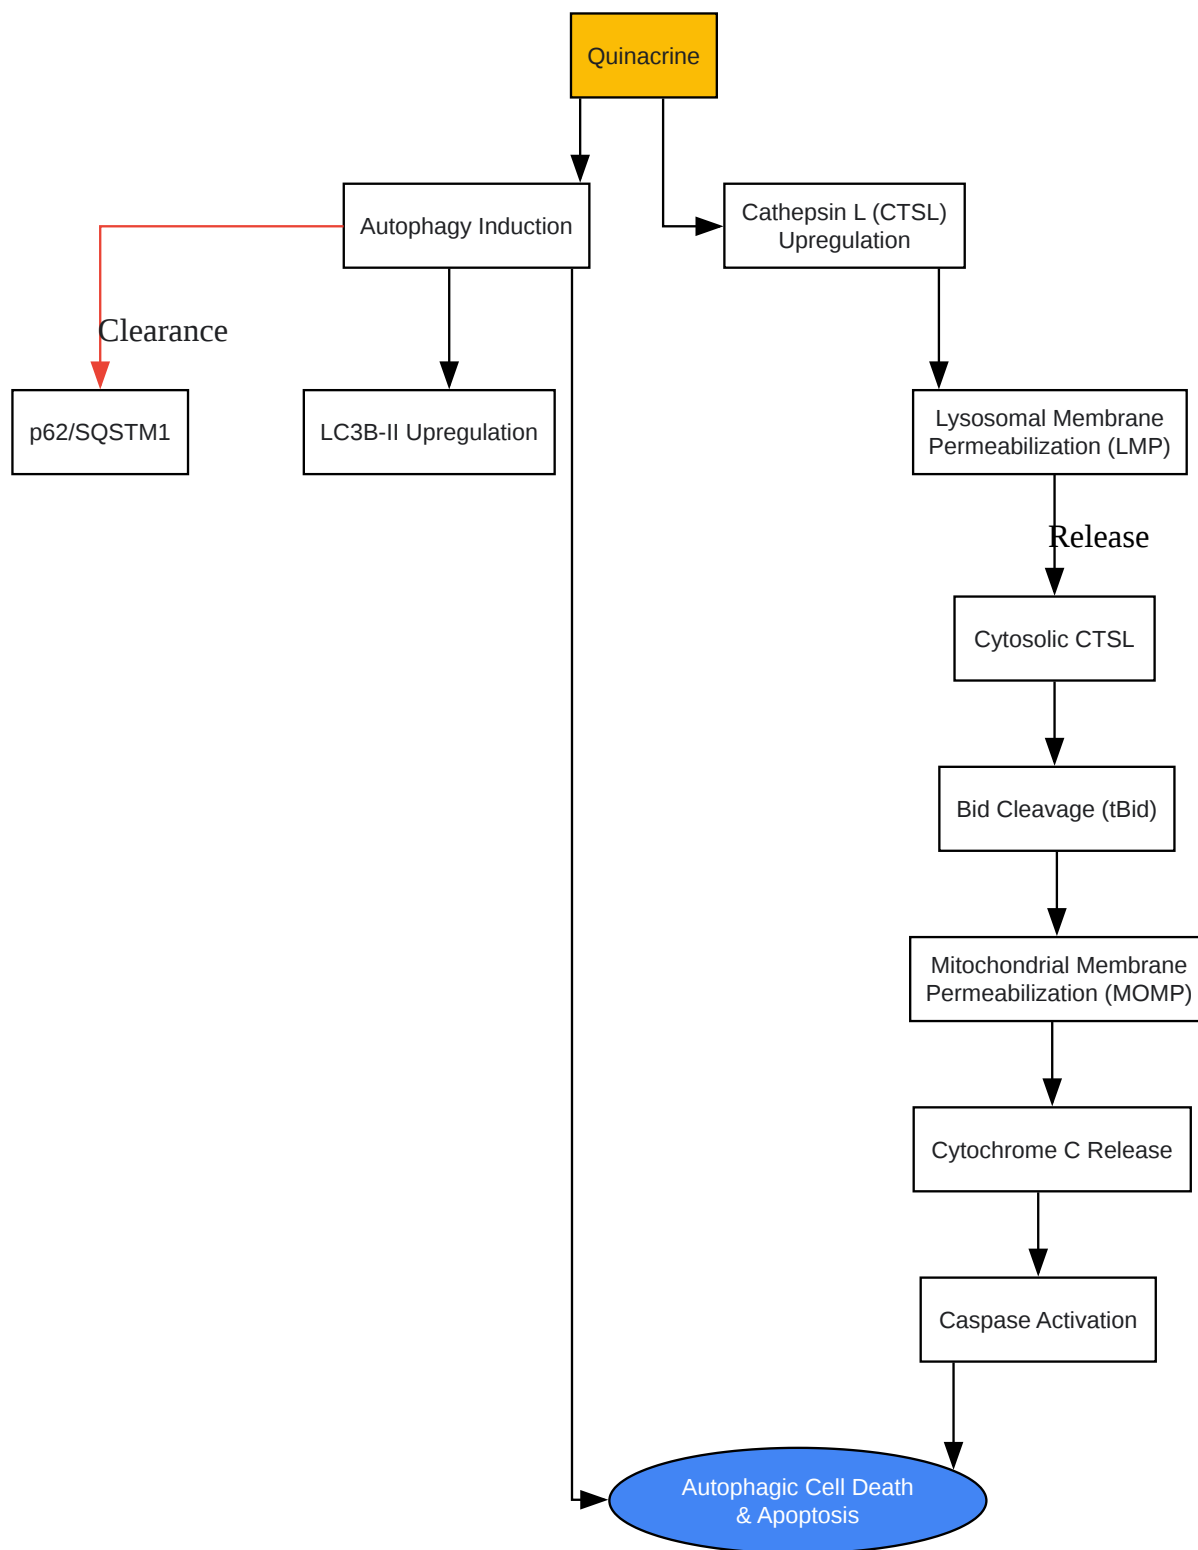 Quinacrine
Autophagy Induction
Cathepsin L (CTSL)
Upregulation
Clearance
p62/SQSTM1
LC3B-II Upregulation
Lysosomal Membrane
Permeabilization (LMP)
Release
Cytosolic CTSL
Bid Cleavage (tBid)
Mitochondrial Membrane
Permeabilization (MOMP)
Cytochrome C Release
Caspase Activation
Autophagic Cell Death
& Apoptosis